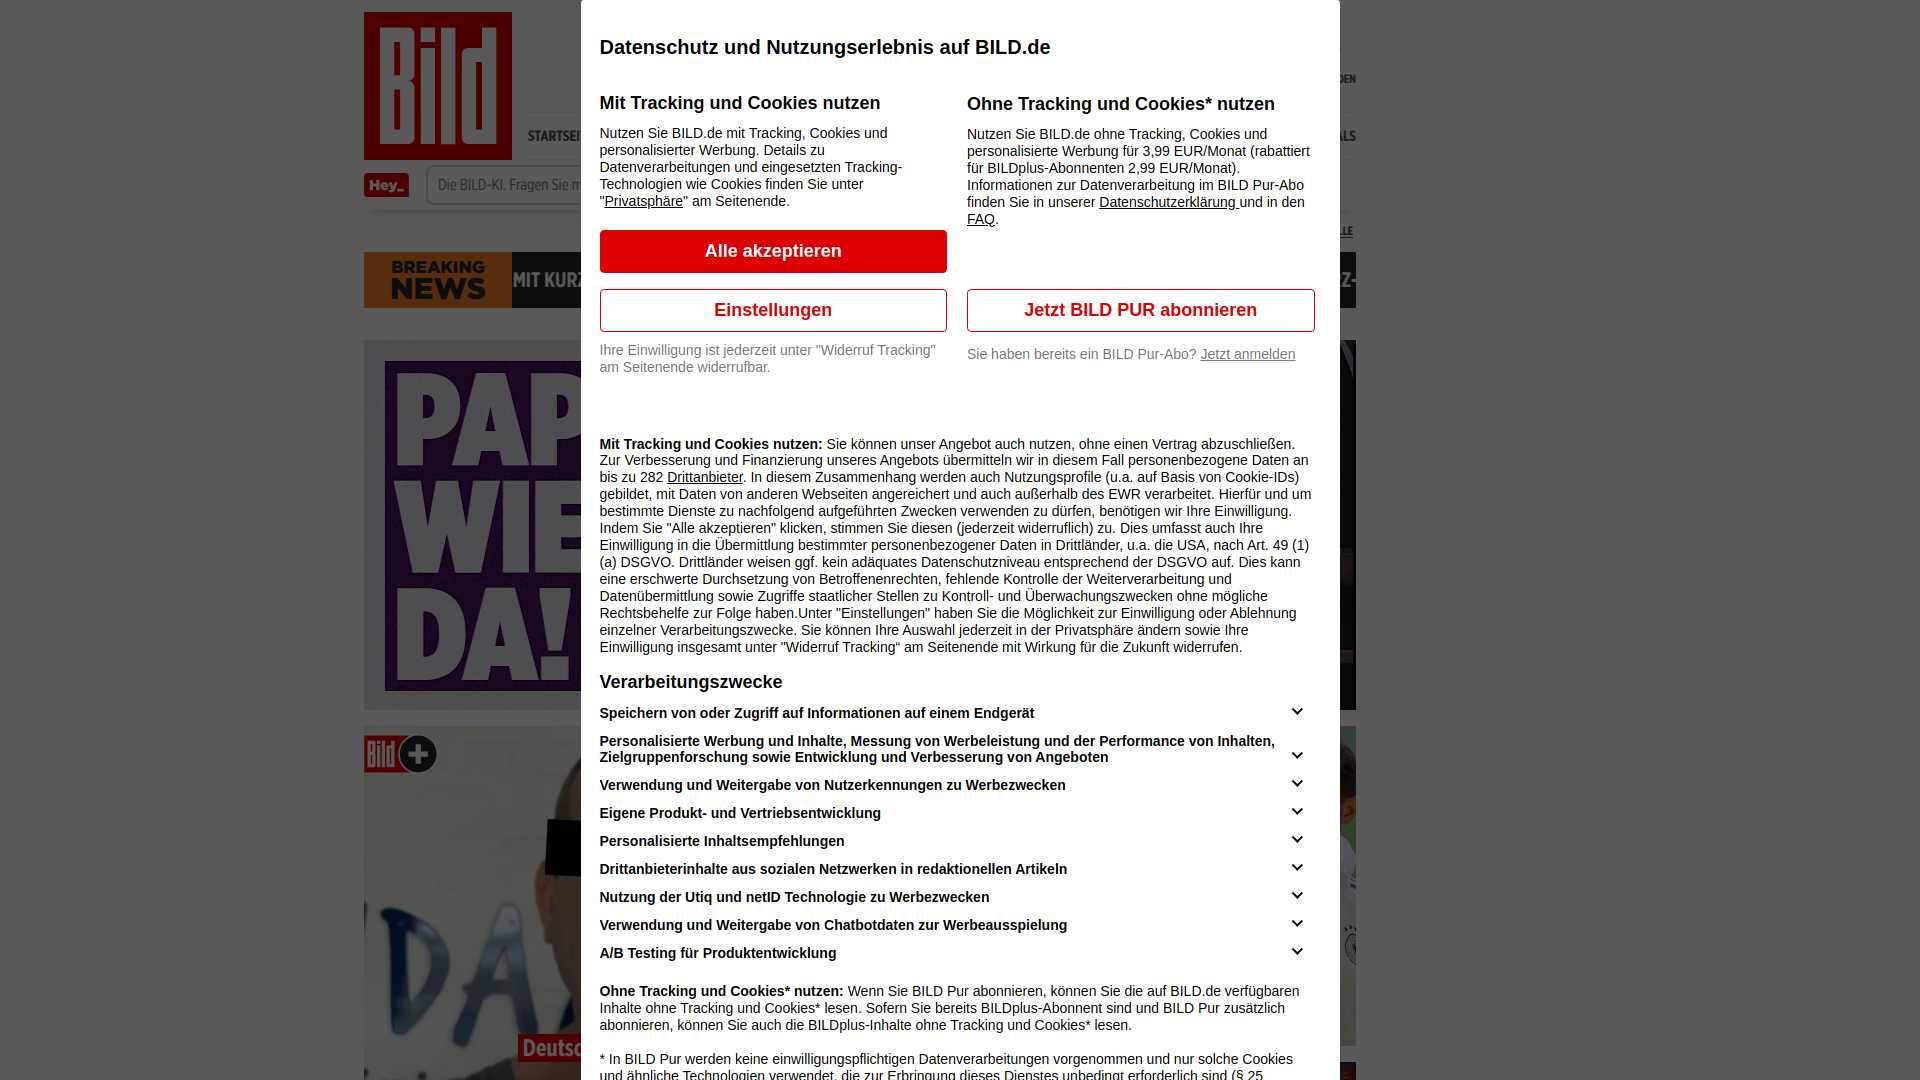 Bild
STARTSEI
Hey_
Die BILD-KI. Fragen Sie m
BREAKING
NEWS
MIT KURZ
PAP
WIE
DA!
Bild +
DA
Deutsc
Datenschutz und Nutzungserlebnis auf BILD.de
Mit Tracking und Cookies nutzen
Nutzen Sie BILD.de mit Tracking, Cookies und
personalisierter Werbung. Details zu
Datenverarbeitungen und eingesetzten Tracking-
Technologien wie Cookies finden Sie unter
"Privatsphäre" am Seitenende.
Alle akzeptieren
Einstellungen
Ihre Einwilligung ist jederzeit unter "Widerruf Tracking"
am Seitenende widerrufbar.
Ohne Tracking und Cookies* nutzen
Nutzen Sie BILD.de ohne Tracking, Cookies und
personalisierte Werbung für 3,99 EUR/Monat (rabattiert
für BILDplus-Abonnenten 2,99 EUR/Monat).
Informationen zur Datenverarbeitung im BILD Pur-Abo
finden Sie in unserer Datenschutzerklärung und in den
FAQ.
Jetzt BILD PUR abonnieren
Sie haben bereits ein BILD Pur-Abo? Jetzt anmelden
Mit Tracking und Cookies nutzen: Sie können unser Angebot auch nutzen, ohne einen Vertrag abzuschließen.
Zur Verbesserung und Finanzierung unseres Angebots übermitteln wir in diesem Fall personenbezogene Daten an
bis zu 282 Drittanbieter. In diesem Zusammenhang werden auch Nutzungsprofile (u.a. auf Basis von Cookie-IDs)
gebildet, mit Daten von anderen Webseiten angereichert und auch außerhalb des EWR verarbeitet. Hierfür und um
bestimmte Dienste zu nachfolgend aufgeführten Zwecken verwenden zu dürfen, benötigen wir Ihre Einwilligung.
Indem Sie "Alle akzeptieren" klicken, stimmen Sie diesen (jederzeit widerruflich) zu. Dies umfasst auch Ihre
Einwilligung in die Übermittlung bestimmter personenbezogener Daten in Drittländer, u.a. die USA, nach Art. 49 (1)
(a) DSGVO. Drittländer weisen ggf. kein adäquates Datenschutzniveau entsprechend der DSGVO auf. Dies kann
eine erschwerte Durchsetzung von Betroffenenrechten, fehlende Kontrolle der Weiterverarbeitung und
Datenübermittlung sowie Zugriffe staatlicher Stellen zu Kontroll- und Überwachungszwecken ohne mögliche
Rechtsbehelfe zur Folge haben.Unter "Einstellungen" haben Sie die Möglichkeit zur Einwilligung oder Ablehnung
einzelner Verarbeitungszwecke. Sie können Ihre Auswahl jederzeit in der Privatsphäre ändern sowie Ihre
Einwilligung insgesamt unter "Widerruf Tracking" am Seitenende mit Wirkung für die Zukunft widerrufen.
Verarbeitungszwecke
Speichern von oder Zugriff auf Informationen auf einem Endgerät
Personalisierte Werbung und Inhalte, Messung von Werbeleistung und der Performance von Inhalten,
Zielgruppenforschung sowie Entwicklung und Verbesserung von Angeboten
Verwendung und Weitergabe von Nutzerkennungen zu Werbezwecken
Eigene Produkt- und Vertriebsentwicklung
Personalisierte Inhaltsempfehlungen
Drittanbieterinhalte aus sozialen Netzwerken in redaktionellen Artikeln
Nutzung der Utiq und netID Technologie zu Werbezwecken
Verwendung und Weitergabe von Chatbotdaten zur Werbeausspielung
A/B Testing für Produktentwicklung
Ohne Tracking und Cookies* nutzen: Wenn Sie BILD Pur abonnieren, können Sie die auf BILD.de verfügbaren
Inhalte ohne Tracking und Cookies* lesen. Sofern Sie bereits BILDplus-Abonnent sind und BILD Pur zusätzlich
abonnieren, können Sie auch die BILDplus-Inhalte ohne Tracking und Cookies* lesen.
* In BILD Pur werden keine einwilligungspflichtigen Datenverarbeitungen vorgenommen und nur solche Cookies
und ähnliche Technologien verwendet, die zur Erbringung dieses Dienstes unbedingt erforderlich sind (§ 25
DEN
ALS
LLE
Z-